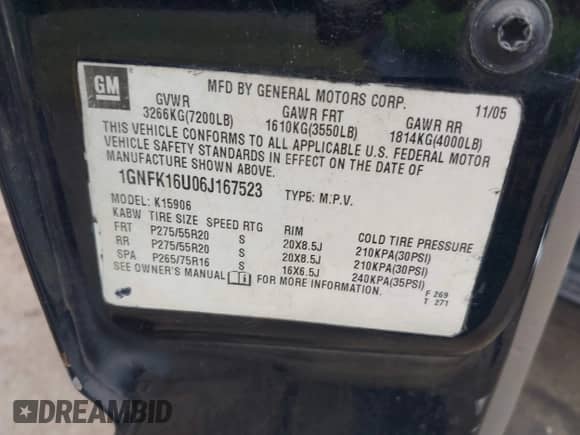 GM
MFD BY GENERAL MOTORS CORP. 11/05
GVWR GAWR FRT GAWR RR
3266KG(7200LB) 1610KG(3550LB) 1814KG(4000LB)
THIS VEHICLE CONFORMS TO ALL APPLICABLE U.S. FEDERAL MOTOR
VEHICLE SAFETY STANDARDS IN EFFECT ON THE DATE OF
MANUFACTURE SHOWN ABOVE.
1GNFK16U06J167523 TYPE: M.P.V.
MODEL: K15906
KABW TIRE SIZE SPEED RTG RIM COLD TIRE PRESSURE
FRT P275/55R20 S 20X8.5J 210KPA(30PSI)
RR P275/55R20 S 20X8.5J 210KPA(30PSI)
SPA P265/75R16 S 16X6.5J 240KPA(35PSI)
SEE OWNER'S MANUAL FOR MORE INFORMATION. F 269
T 271
DREAMBID